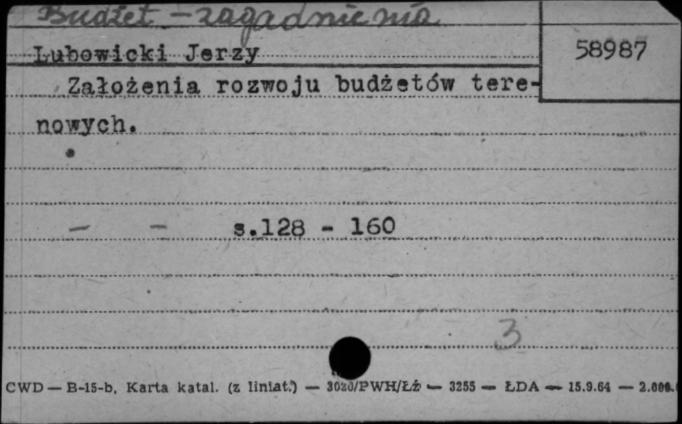 Budżet - zagadnienia
58987
Lubowicki Jerzy
Założenia rozwoju budżetów tere-
nowych.
- - s.128 - 160
3
CWD — B-15-b, Karta katal. (z liniat.) — 3020/PWH/Łź — 3255 — ŁDA — 15.9.64 — 2.000.